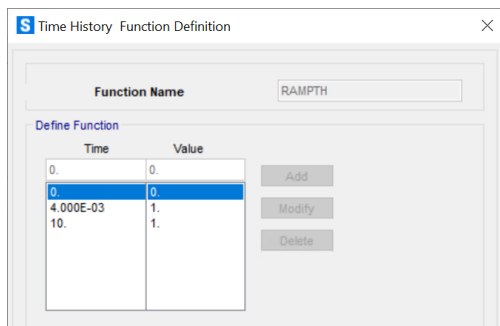 S Time History Function Definition
Function Name RAMPTH
Define Function
Time Value
0. 0. Add
0. 0.
4.000E-03 1. Modify
10. 1.
Delete